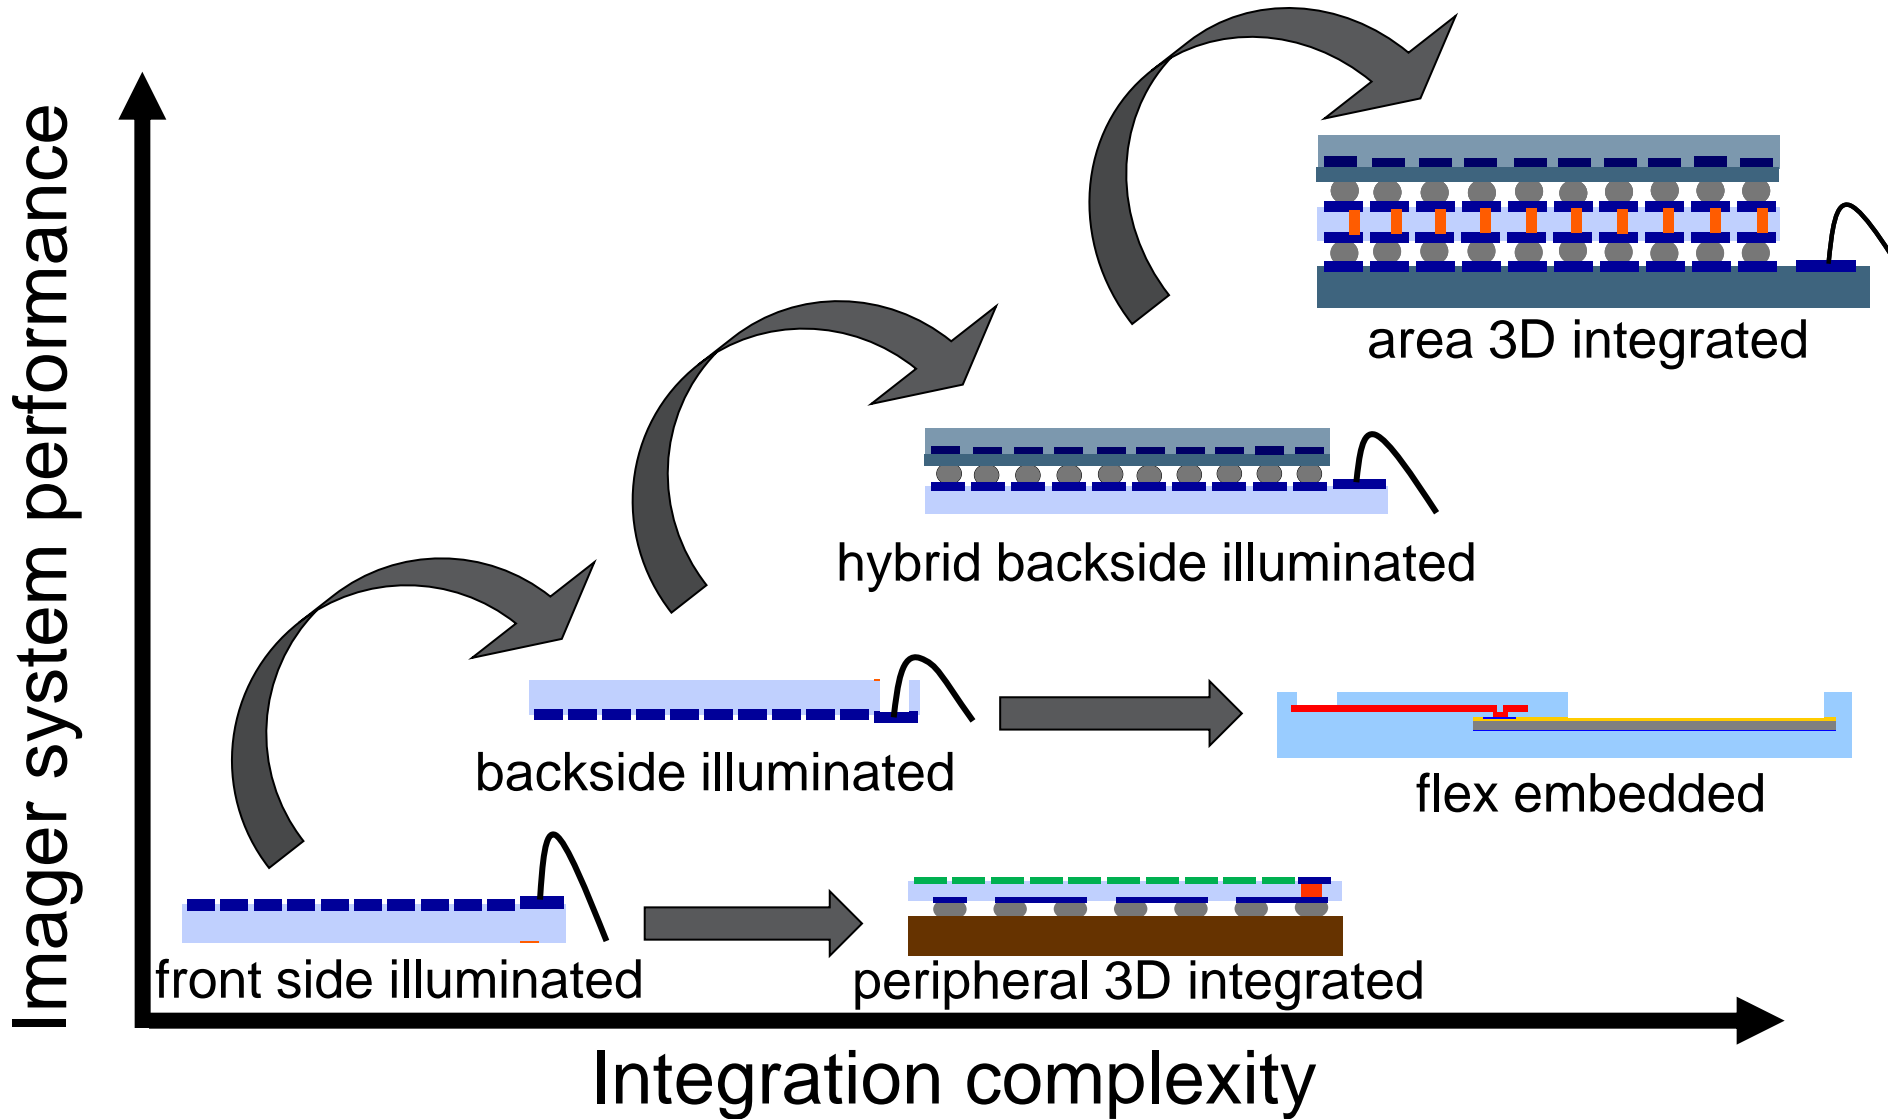 Imager system performance
area 3D integrated
hybrid backside illuminated
backside illuminated
flex embedded
front side illuminated
peripheral 3D integrated
Integration complexity